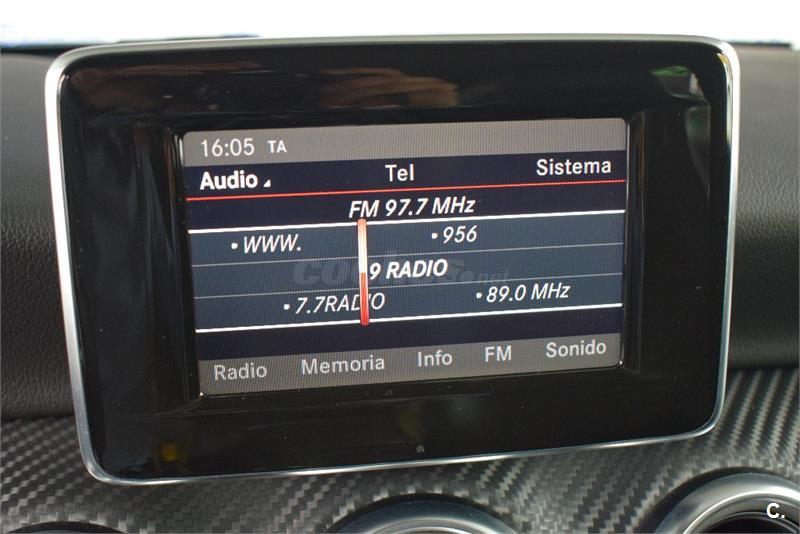 16:05 TA
Audio Tel Sistema
FM 97.7 MHz
• WWW. • 956
9 RADIO
• 7.7RADIO • 89.0 MHz
Radio Memoria Info FM Sonido
C.